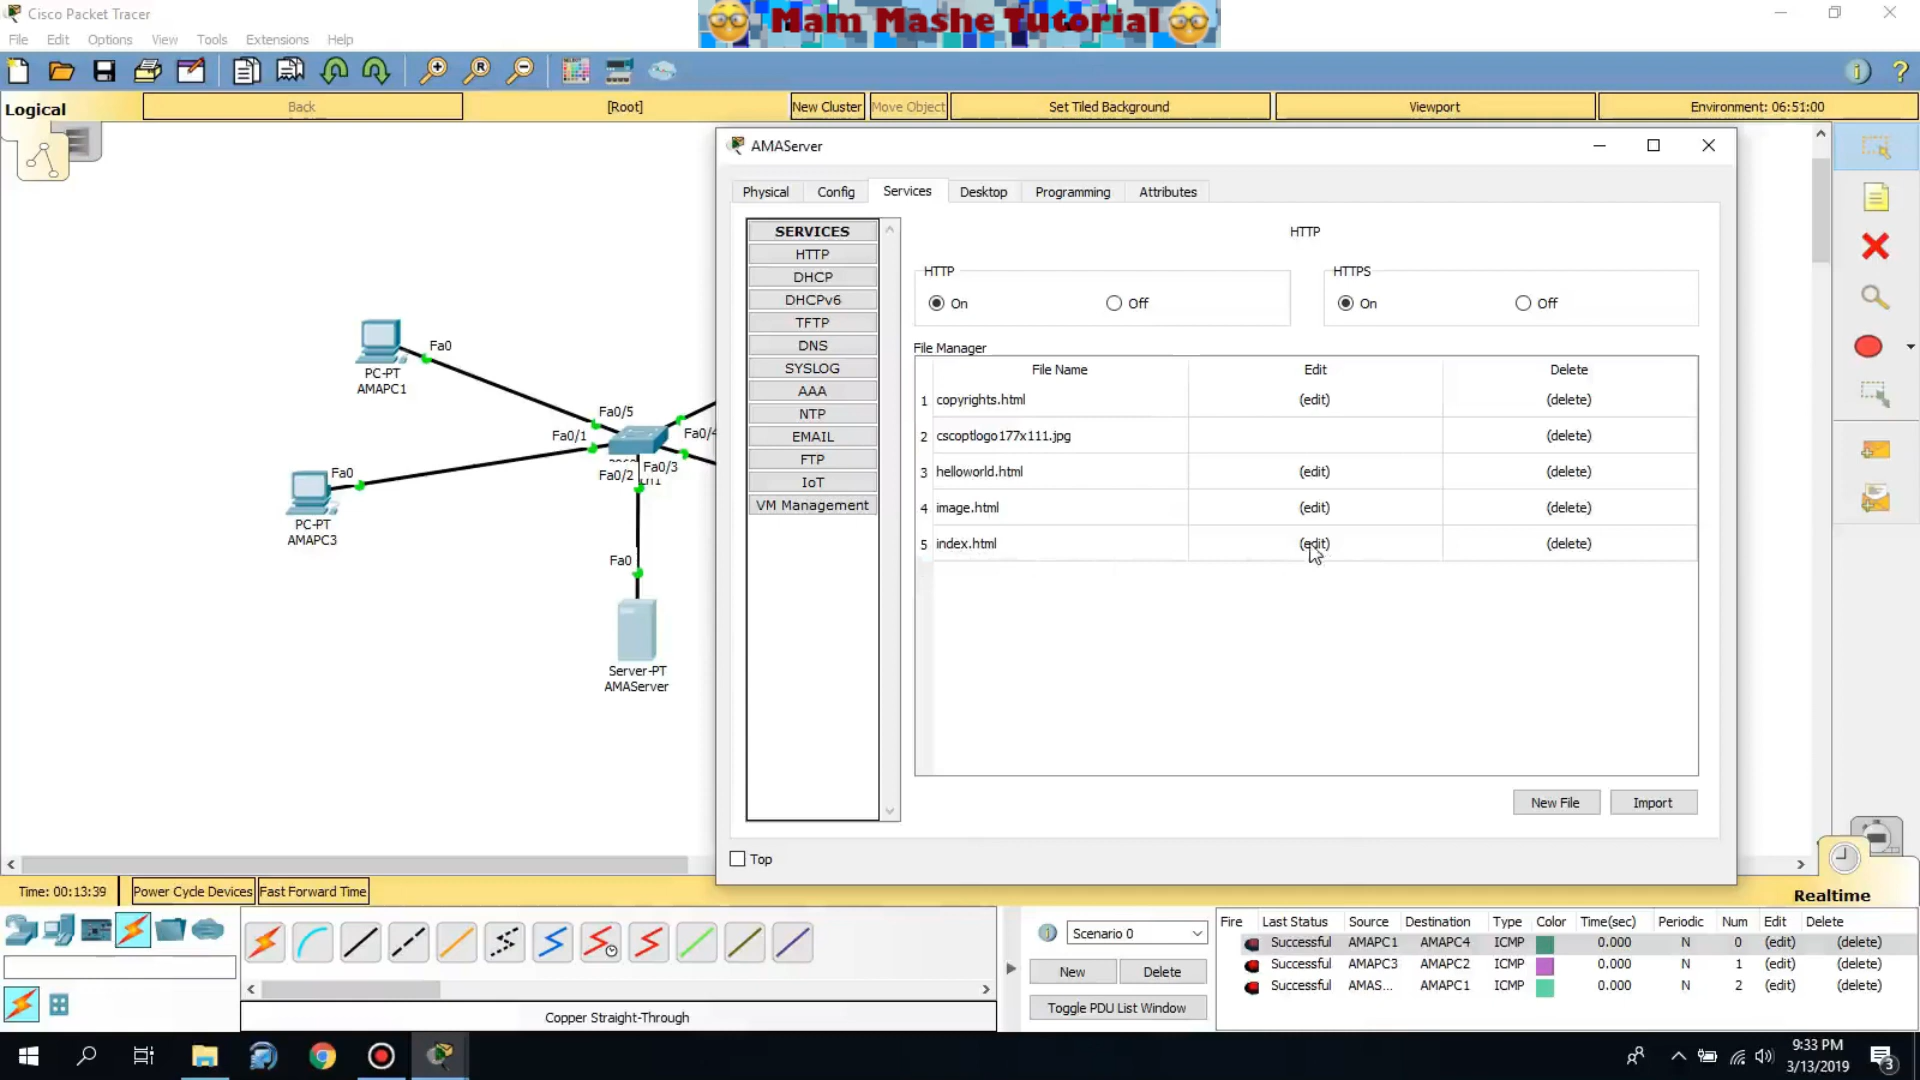 Cisco Packet Tracer
Mam Mashe Tutorial
File Edit Options View Tools Extensions Help
Logical
Back
[Root]
New Cluster
Move Object
Set Tiled Background
Viewport
Environment: 06:51:00
AMAServer
Physical Config Services Desktop Programming Attributes
SERVICES
HTTP
DHCP
DHCPv6
TFTP
DNS
SYSLOG
AAA
NTP
EMAIL
FTP
IoT
VM Management
HTTP
HTTP
On
Off
HTTPS
On
Off
File Manager
File Name Edit Delete
1 copyrights.html (edit) (delete)
2 cscoptlogo177x111.jpg (delete)
3 helloworld.html (edit) (delete)
4 image.html (edit) (delete)
5 index.html (edit) (delete)
New File
Import
Top
Fa0
PC-PT
AMAPC1
Fa0/5
Fa0/1
Fa0/4
Fa0
Fa0/2
Fa0/3
PC-PT
AMAPC3
Fa0
Server-PT
AMAServer
Time: 00:13:39
Power Cycle Devices
Fast Forward Time
Realtime
Scenario 0
New
Delete
Toggle PDU List Window
Fire Last Status Source Destination Type Color Time(sec) Periodic Num Edit Delete
Successful AMAPC1 AMAPC4 ICMP 0.000 N 0 (edit) (delete)
Successful AMAPC3 AMAPC2 ICMP 0.000 N 1 (edit) (delete)
Successful AMAS... AMAPC1 ICMP 0.000 N 2 (edit) (delete)
Copper Straight-Through
9:33 PM
3/13/2019
3